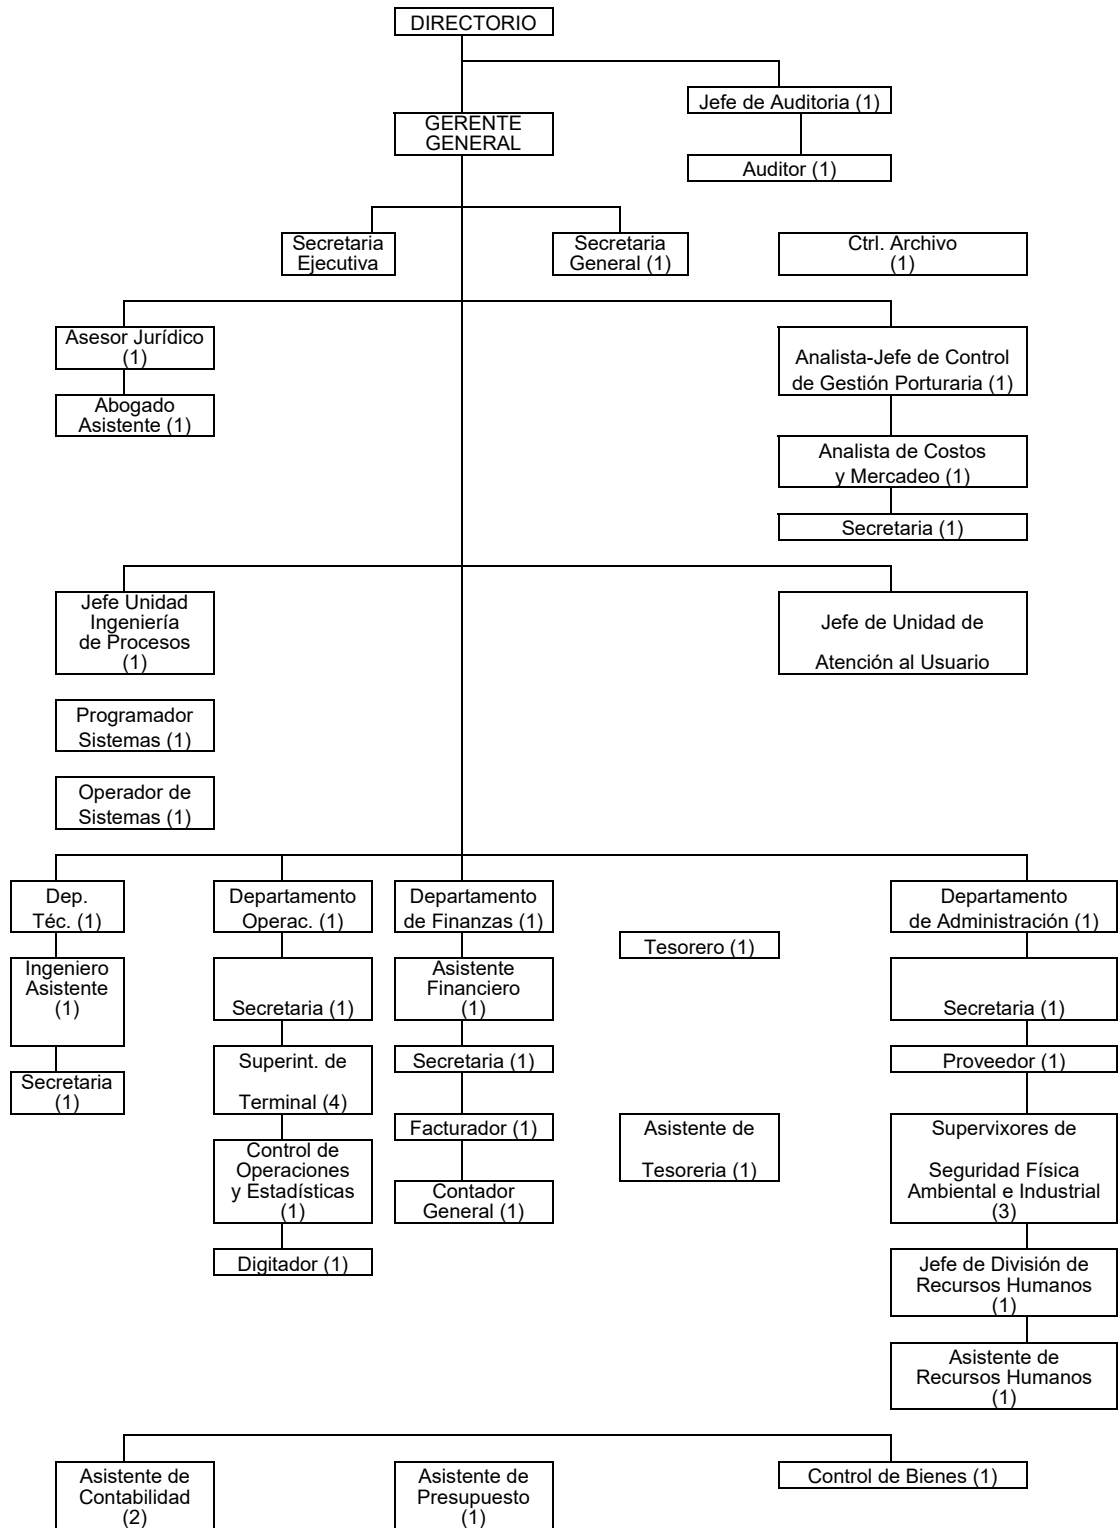 DIRECTORIO
Jefe de Auditoria (1)
GERENTE
GENERAL
Auditor (1)
Secretaria
Ejecutiva
Secretaria
General (1)
Ctrl. Archivo
(1)
Asesor Jurídico
(1)
Abogado
Asistente (1)
Analista-Jefe de Control
de Gestión Porturaria (1)
Analista de Costos
y Mercadeo (1)
Secretaria (1)
Jefe Unidad
Ingeniería
de Procesos
(1)
Jefe de Unidad de
Atención al Usuario
Programador
Sistemas (1)
Operador de
Sistemas (1)
Dep.
Téc. (1)
Ingeniero
Asistente
(1)
Secretaria
(1)
Departamento
Operac. (1)
Secretaria (1)
Superint. de
Terminal (4)
Control de
Operaciones
y Estadísticas
(1)
Digitador (1)
Departamento
de Finanzas (1)
Asistente
Financiero
(1)
Secretaria (1)
Facturador (1)
Contador
General (1)
Tesorero (1)
Asistente de
Tesoreria (1)
Departamento
de Administración (1)
Secretaria (1)
Proveedor (1)
Supervixores de
Seguridad Física
Ambiental e Industrial
(3)
Jefe de División de
Recursos Humanos
(1)
Asistente de
Recursos Humanos
(1)
Asistente de
Contabilidad
(2)
Asistente de
Presupuesto
(1)
Control de Bienes (1)